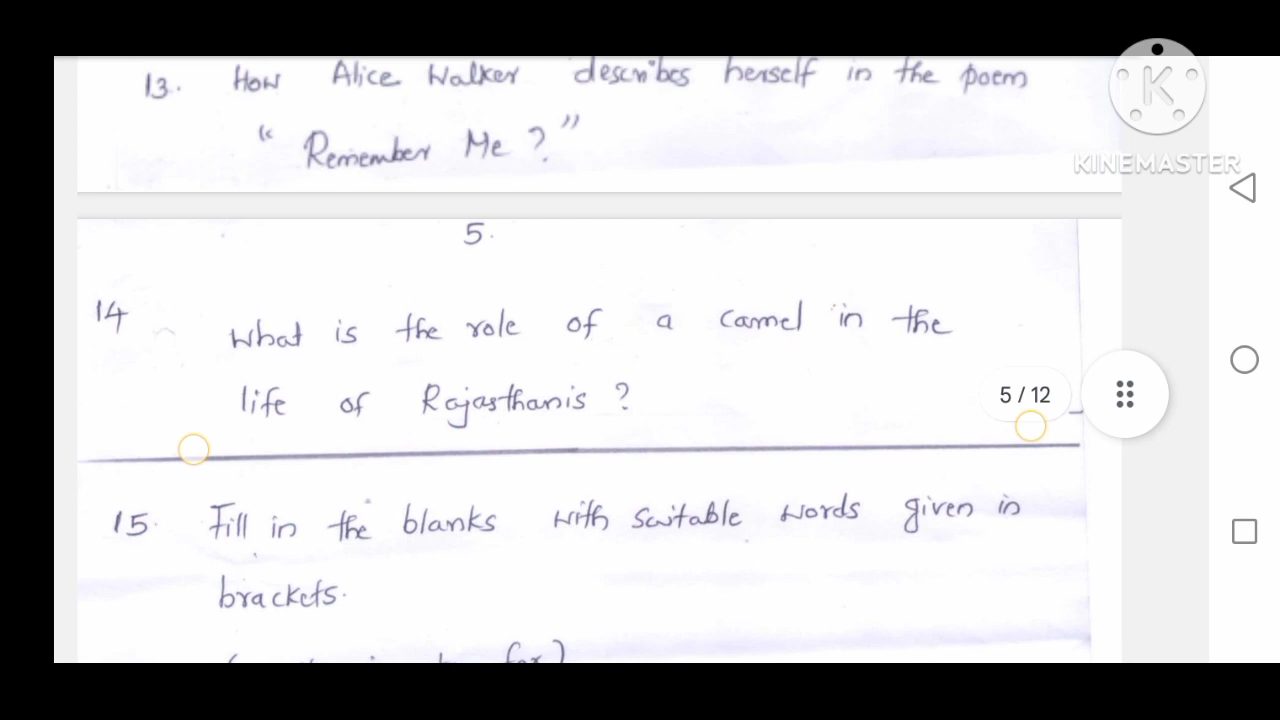 13. How Alice Walker describes herself in the poem
" Remember Me ? "
KINEMASTER
5.
14 What is the role of a camel in the
life of Rajasthanis ?
5 / 12
15. Fill in the blanks with suitable words given in
brackets.
for)